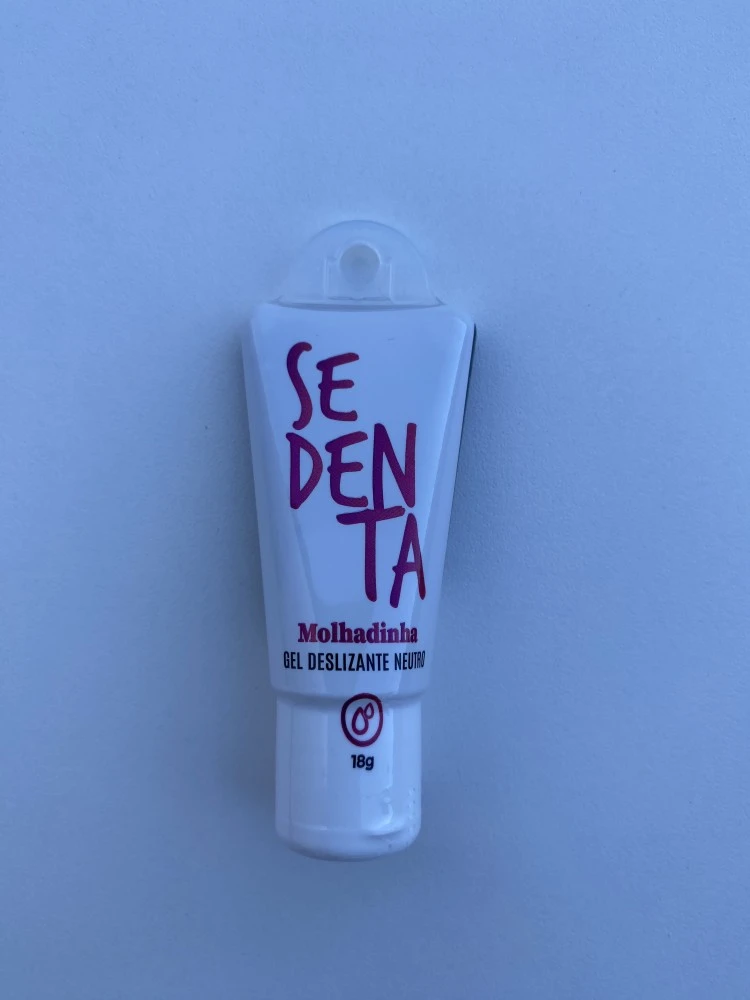 SE
DEN
TA
Molhadinha
GEL DESLIZANTE NEUTRO
18g